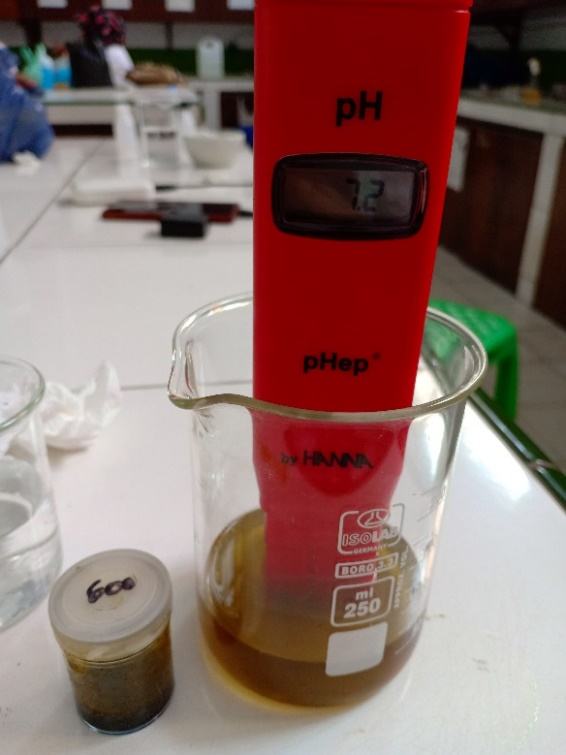 pH
7.2
pHep®
by HANNA
ISOLAB
GERMANY
BORO 3.3
ml
250
600